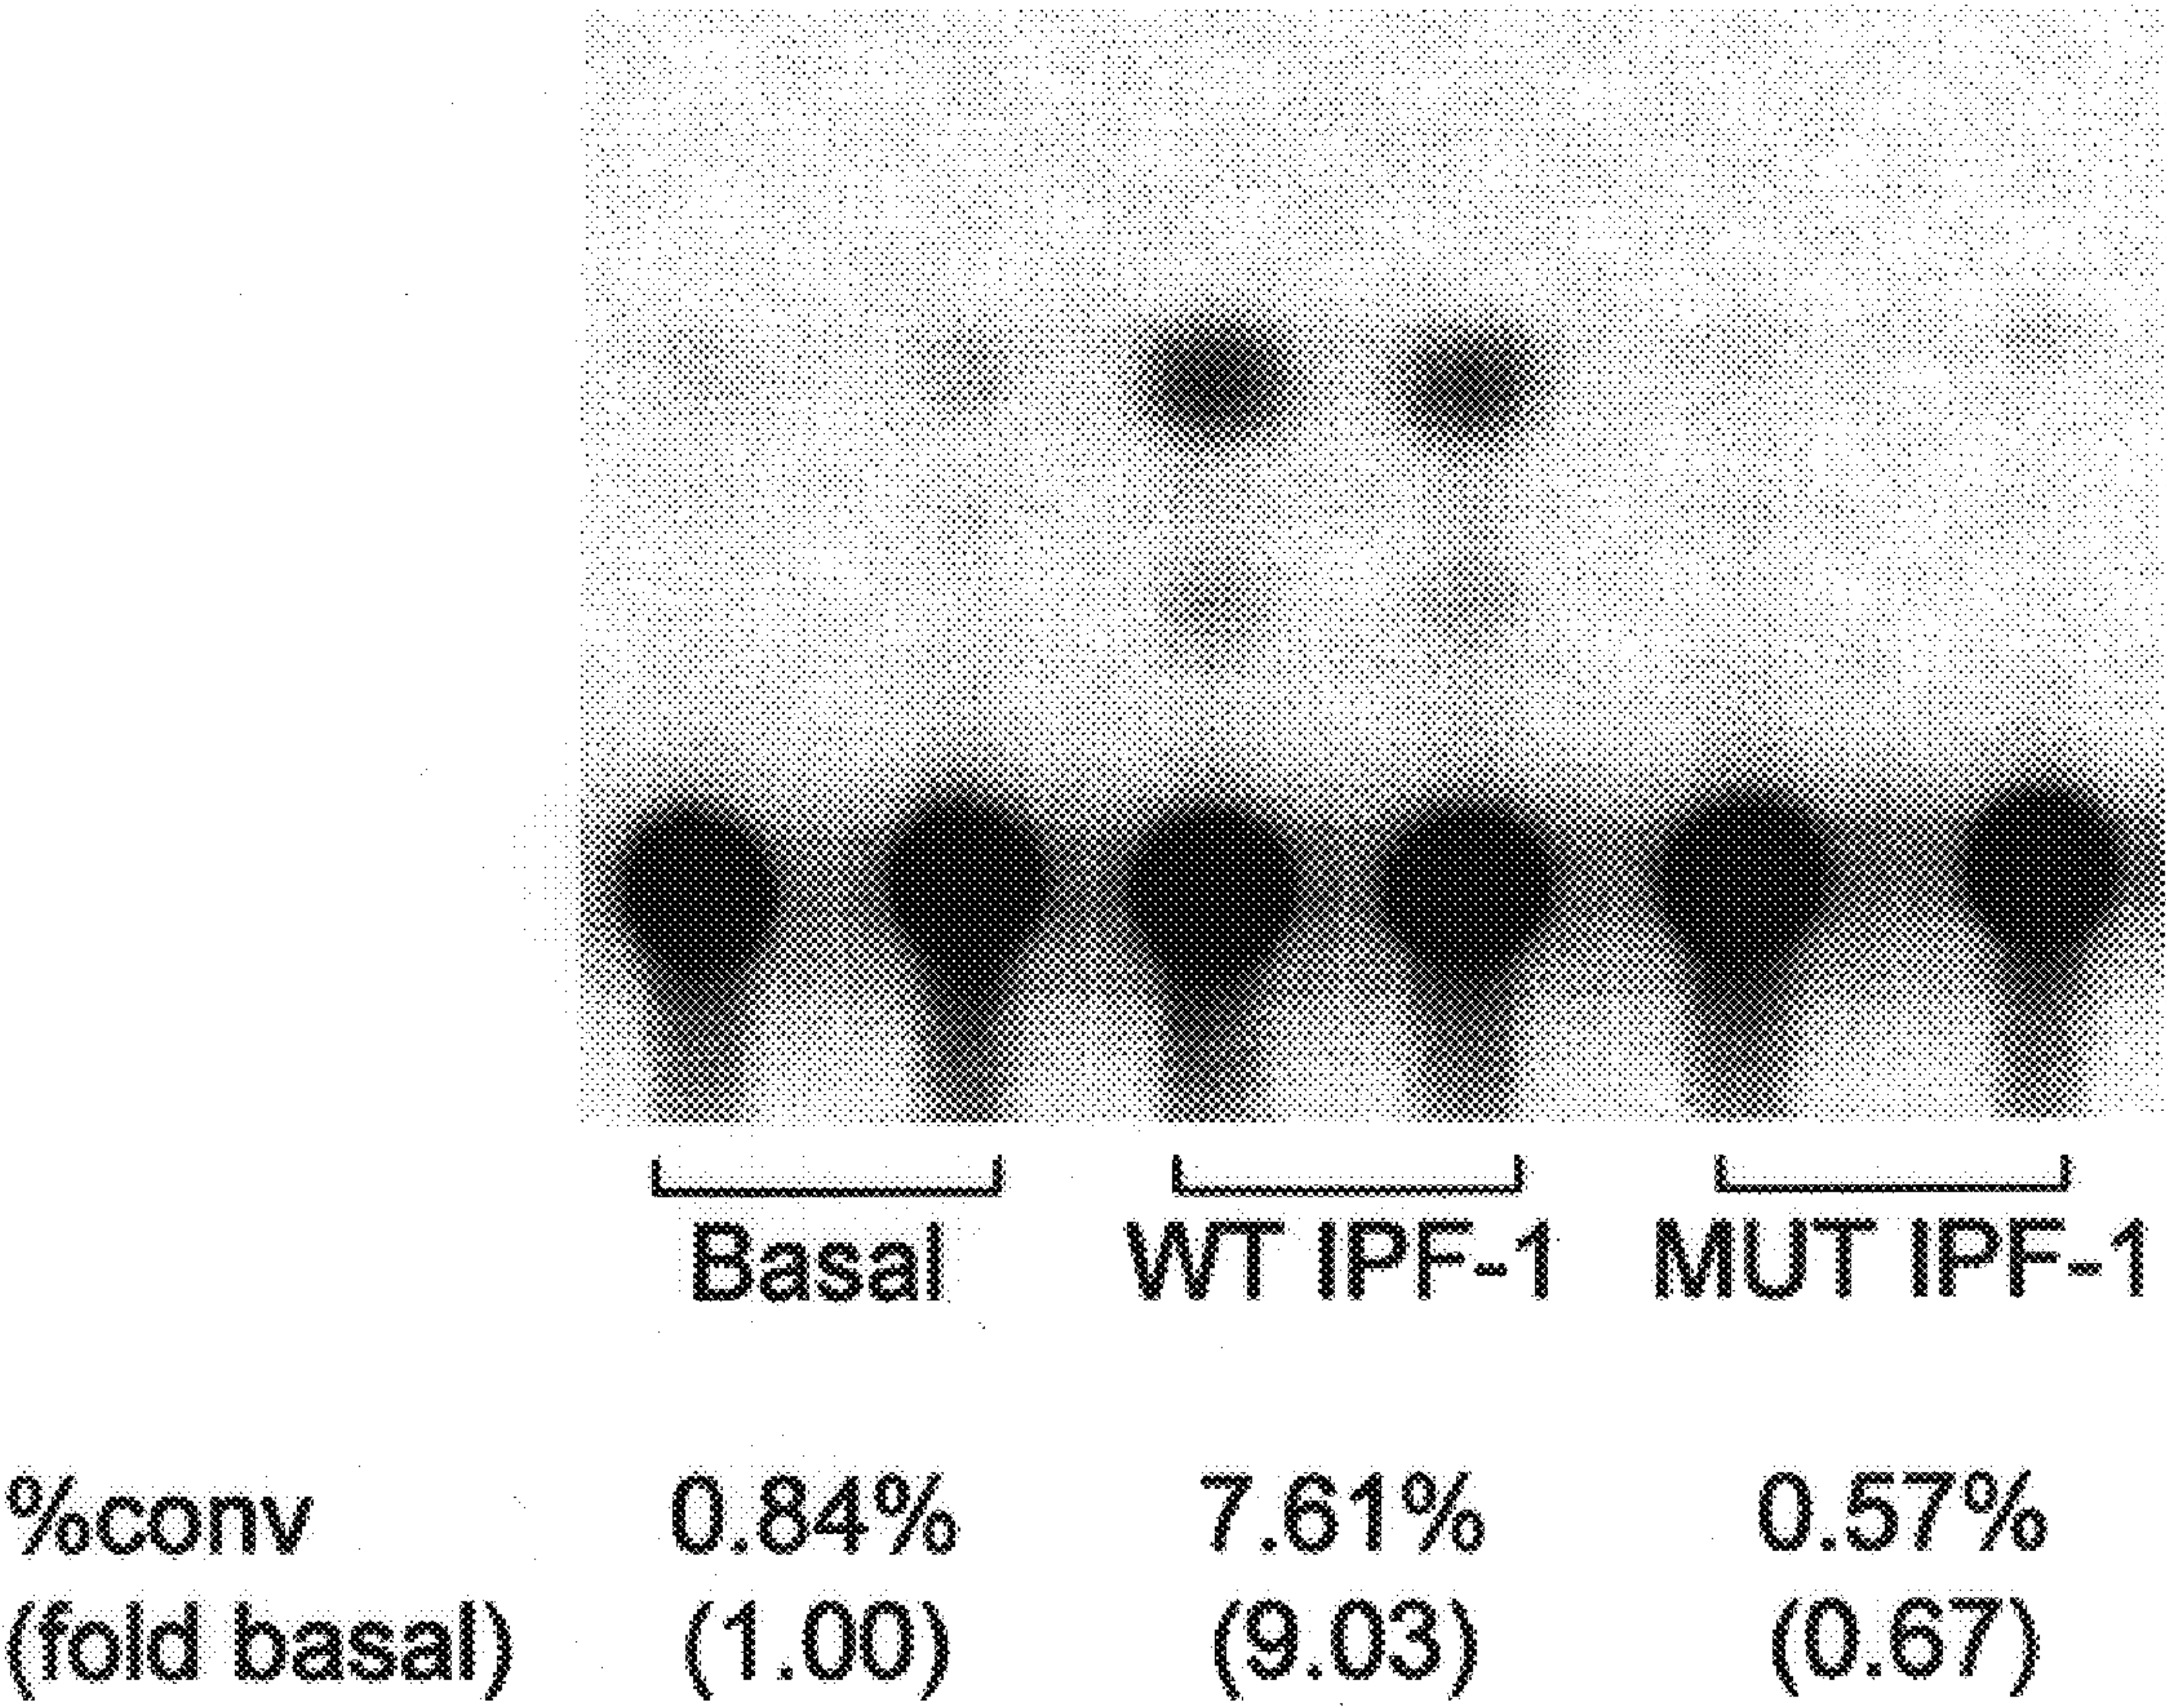 Basal WT IPF-1 MUT IPF-1
%conv 0.84% 7.61% 0.57%
(fold basal) (1.00) (9.03) (0.67)